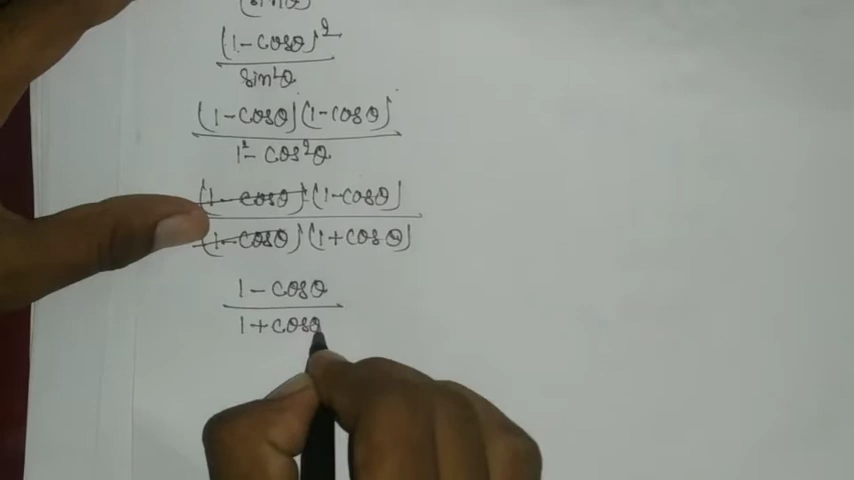 (sinθ)
(1-cosθ)²
sin²θ
(1-cosθ)(1-cosθ)
1²-cos²θ
(1-cosθ)(1-cosθ)
(1-cosθ)(1+cosθ)
1-cosθ
1+cosθ